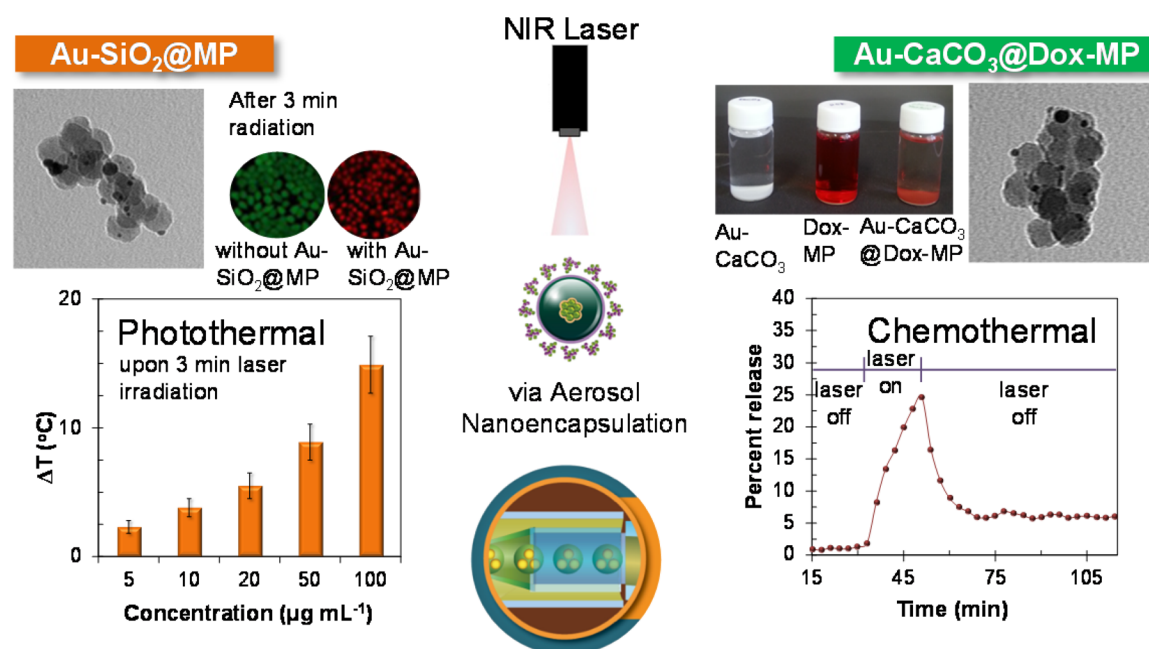 Au-SiO₂@MP
After 3 min
radiation
without Au-
SiO₂@MP
with Au-
SiO₂@MP
20
10
0
ΔT (°C)
Photothermal
upon 3 min laser
irradiation
5 10 20 50 100
Concentration (µg mL⁻¹)
NIR Laser
via Aerosol
Nanoencapsulation
Au-CaCO₃@Dox-MP
Au-
CaCO₃
Dox-
MP
Au-CaCO₃
@Dox-MP
40
35
30
25
20
15
10
5
0
Percent release
Chemothermal
laser
off
laser
on
laser
off
15 45 75 105
Time (min)